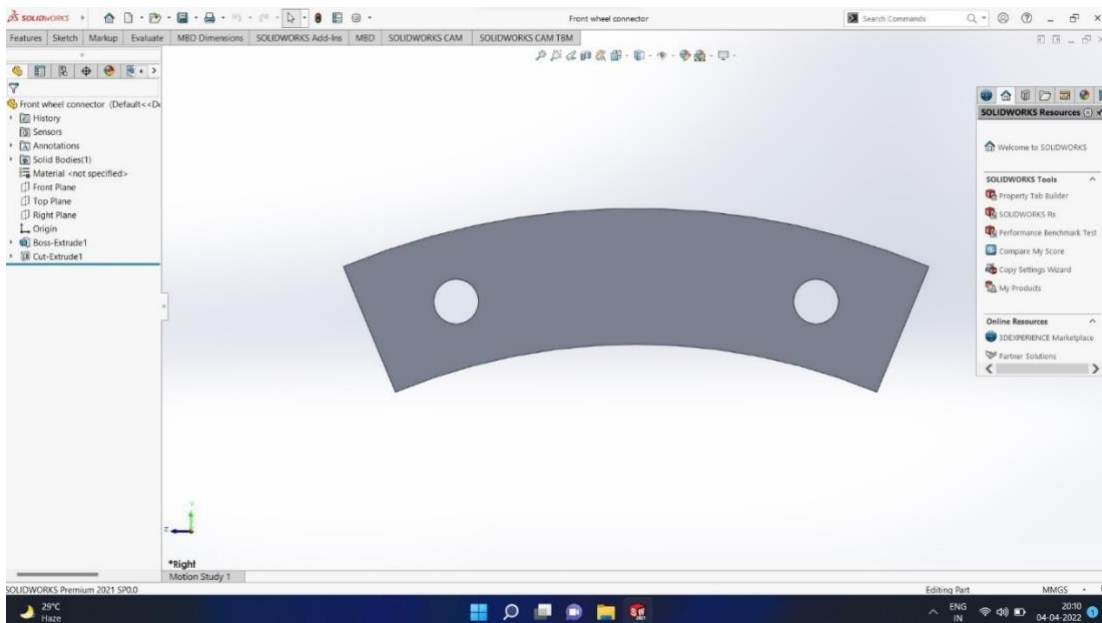 SOLIDWORKS
Front wheel connector
Search Commands
Features Sketch Markup Evaluate MBD Dimensions SOLIDWORKS Add-Ins MBD SOLIDWORKS CAM SOLIDWORKS CAM TBM
Front wheel connector (Default<<De
History
Sensors
Annotations
Solid Bodies(1)
Material <not specified>
Front Plane
Top Plane
Right Plane
Origin
Boss-Extrude1
Cut-Extrude1
SOLIDWORKS Resources
Welcome to SOLIDWORKS
SOLIDWORKS Tools
Property Tab Builder
SOLIDWORKS Rx
Performance Benchmark Test
Compare My Score
Copy Settings Wizard
My Products
Online Resources
3DEXPERIENCE Marketplace
Partner Solutions
Y
Z
*Right
Motion Study 1
SOLIDWORKS Premium 2021 SP0.0
Editing Part
MMGS
29°C
Haze
ENG
IN
20:10
04-04-2022